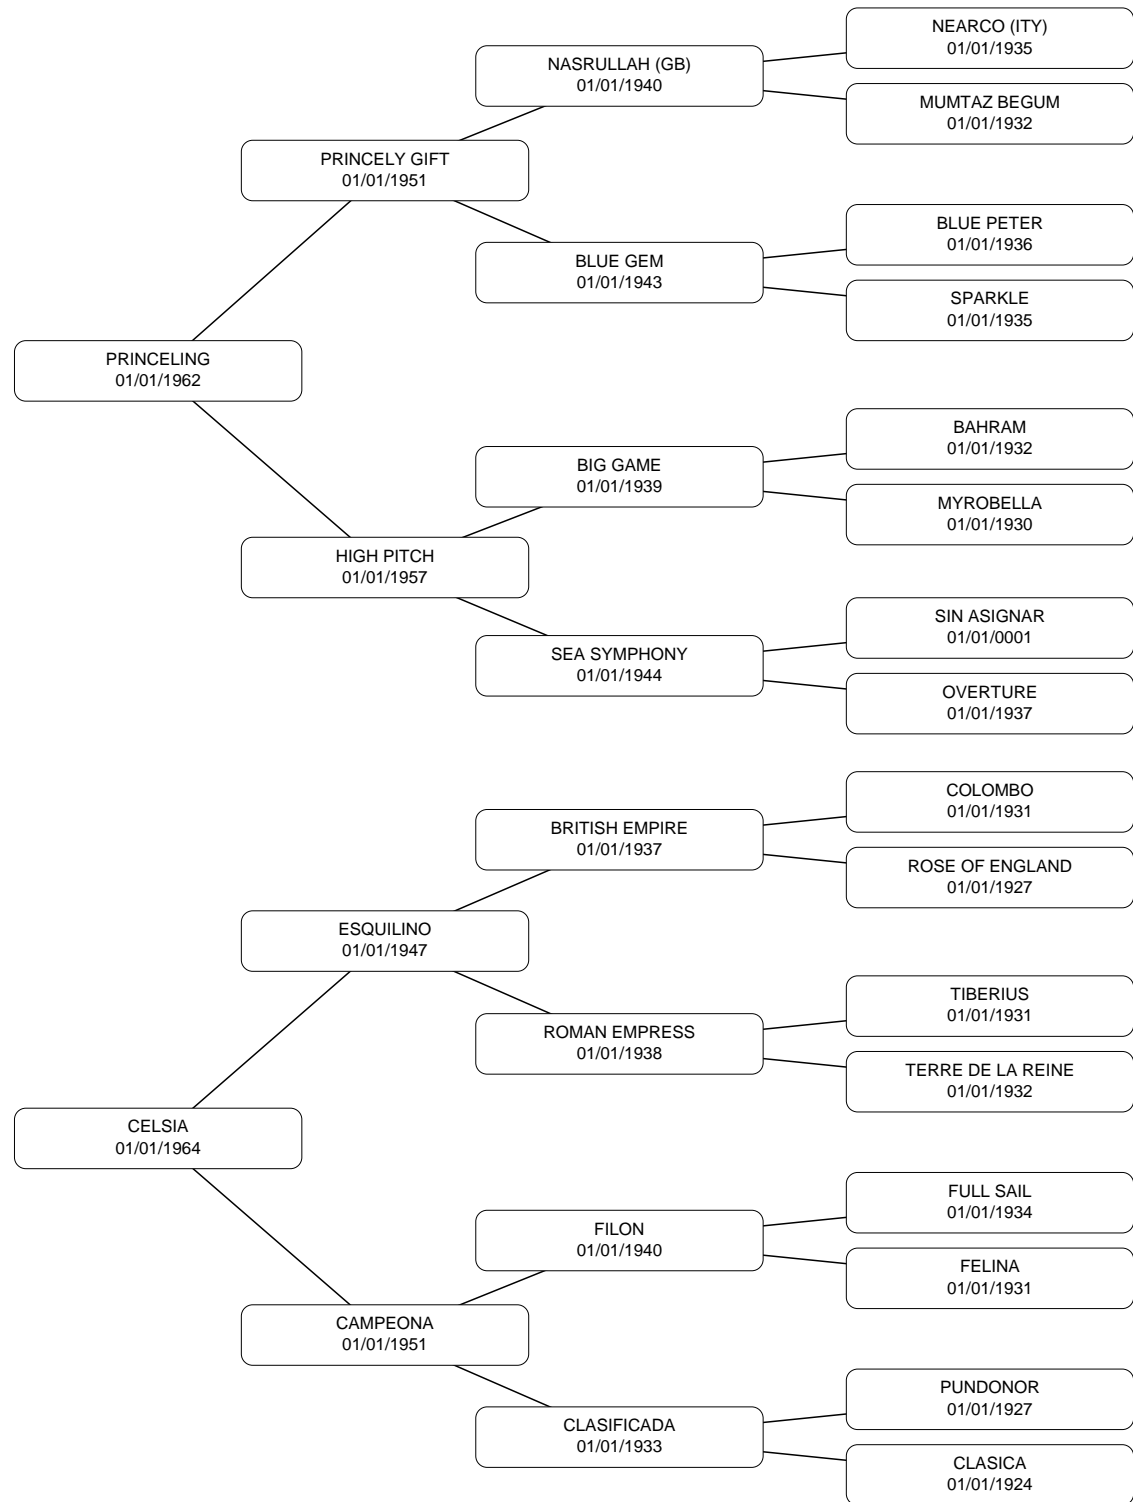 NEARCO (ITY)
01/01/1935
NASRULLAH (GB)
01/01/1940
MUMTAZ BEGUM
01/01/1932
PRINCELY GIFT
01/01/1951
BLUE PETER
01/01/1936
BLUE GEM
01/01/1943
SPARKLE
01/01/1935
PRINCELING
01/01/1962
BAHRAM
01/01/1932
BIG GAME
01/01/1939
MYROBELLA
01/01/1930
HIGH PITCH
01/01/1957
SIN ASIGNAR
01/01/0001
SEA SYMPHONY
01/01/1944
OVERTURE
01/01/1937
COLOMBO
01/01/1931
BRITISH EMPIRE
01/01/1937
ROSE OF ENGLAND
01/01/1927
ESQUILINO
01/01/1947
TIBERIUS
01/01/1931
ROMAN EMPRESS
01/01/1938
TERRE DE LA REINE
01/01/1932
CELSIA
01/01/1964
FULL SAIL
01/01/1934
FILON
01/01/1940
FELINA
01/01/1931
CAMPEONA
01/01/1951
PUNDONOR
01/01/1927
CLASIFICADA
01/01/1933
CLASICA
01/01/1924